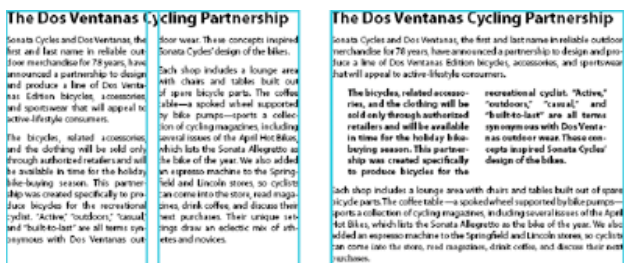 The Dos Ventanas Cycling Partnership
Sonata Cycles and Dos Ventanas, the
first and last name in reliable out-
door merchandise for 78 years, have
announced a partnership to design
and produce a line of Dos Venta-
nas Edition bicycles, accessories,
and sportswear that will appeal to
active-lifestyle consumers.
The bicycles, related accessories,
and the clothing will be sold only
through authorized retailers and will
be available in time for the holiday
bike-buying season. This partner-
ship was created specifically to pro-
duce bicycles for the recreational
cyclist. "Active," "outdoors," "casual,"
and "built-to-last" are all terms syn-
onymous with Dos Ventanas out-
door wear. These concepts inspired
Sonata Cycles' design of the bikes.
Each shop includes a lounge area
with chairs and tables built out
of spare bicycle parts. The coffee
table—a spoked wheel supported
by bike pumps—sports a collec-
tion of cycling magazines, including
several issues of the April Hot Bikes,
which lists the Sonata Allegretto as
the bike of the year. We also added
an espresso machine to the Spring-
field and Lincoln stores, so cyclists
can come into the store, read maga-
zines, drink coffee, and discuss their
next purchases. Their unique set-
tings draw an eclectic mix of ath-
letes and novices.
The Dos Ventanas Cycling Partnership
Sonata Cycles and Dos Ventanas, the first and last name in reliable outdoor
merchandise for 78 years, have announced a partnership to design and pro-
duce a line of Dos Ventanas Edition bicycles, accessories, and sportswear
that will appeal to active-lifestyle consumers.
The bicycles, related accesso-
ries, and the clothing will be
sold only through authorized
retailers and will be available
in time for the holiday bike-
buying season. This partner-
ship was created specifically
to produce bicycles for the
recreational cyclist. "Active,"
"outdoors," "casual," and
"built-to-last" are all terms
synonymous with Dos Venta-
nas outdoor wear. These con-
cepts inspired Sonata Cycles'
design of the bikes.
Each shop includes a lounge area with chairs and tables built out of spare
bicycle parts. The coffee table—a spoked wheel supported by bike pumps—
sports a collection of cycling magazines, including several issues of the April
Hot Bikes, which lists the Sonata Allegretto as the bike of the year. We also
added an espresso machine to the Springfield and Lincoln stores, so cyclists
can come into the store, read magazines, drink coffee, and discuss their next
purchases.